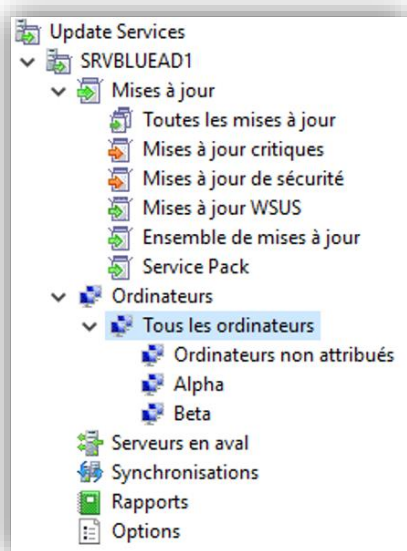 Update Services
SRVBLUEAD1
Mises à jour
Toutes les mises à jour
Mises à jour critiques
Mises à jour de sécurité
Mises à jour WSUS
Ensemble de mises à jour
Service Pack
Ordinateurs
Tous les ordinateurs
Ordinateurs non attribués
Alpha
Beta
Serveurs en aval
Synchronisations
Rapports
Options